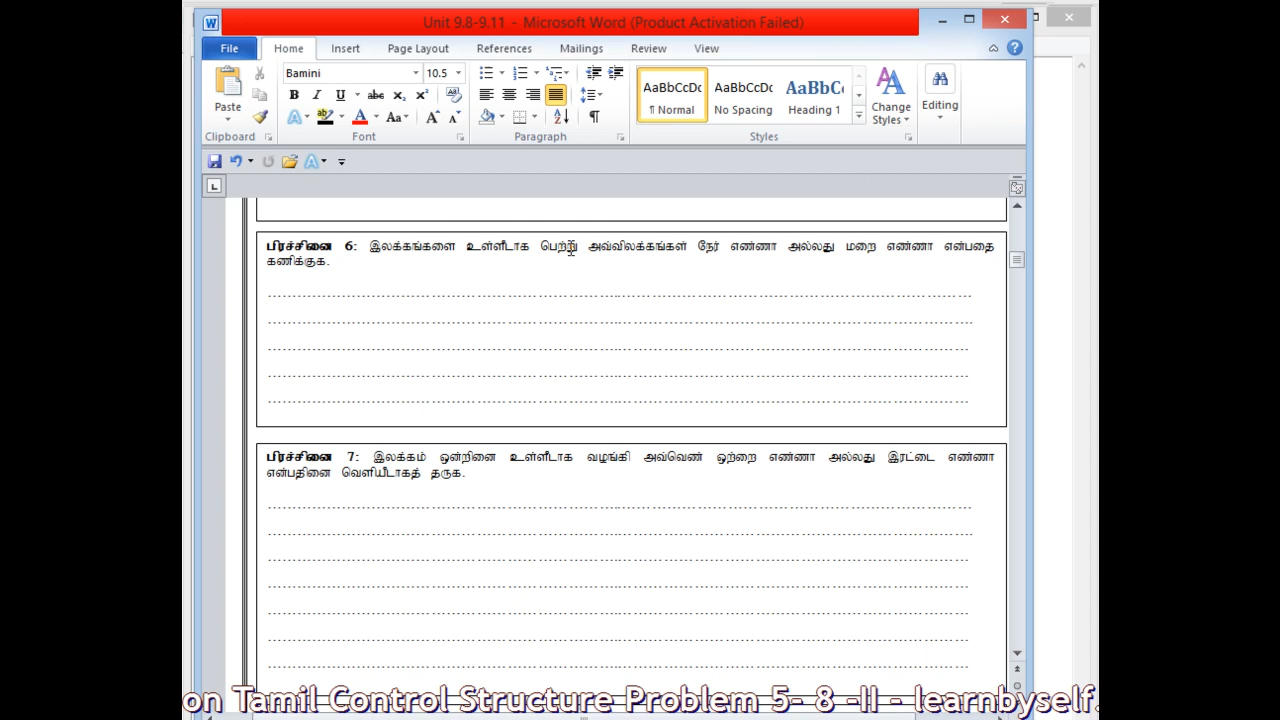 Unit 9.8-9.11 - Microsoft Word (Product Activation Failed)
File Home Insert Page Layout References Mailings Review View
Bamini 10.5
AaBbCcDc AaBbCcDc AaBbC
Paste
¶ Normal No Spacing Heading 1
Change Styles
Editing
Clipboard Font Paragraph Styles
பிரச்சினை 6: இலக்கங்களை உள்ளீடாக பெற்று அவ்விலக்கங்கள் நேர் எண்ணா அல்லது மறை எண்ணா என்பதை
கணிக்குக.
பிரச்சினை 7: இலக்கம் ஒன்றினை உள்ளீடாக வழங்கி அவ்வெண் ஒற்றை எண்ணா அல்லது இரட்டை எண்ணா
என்பதினை வெளியீடாகத் தருக.
on Tamil Control Structure Problem 5- 8 -II - learnbyself.